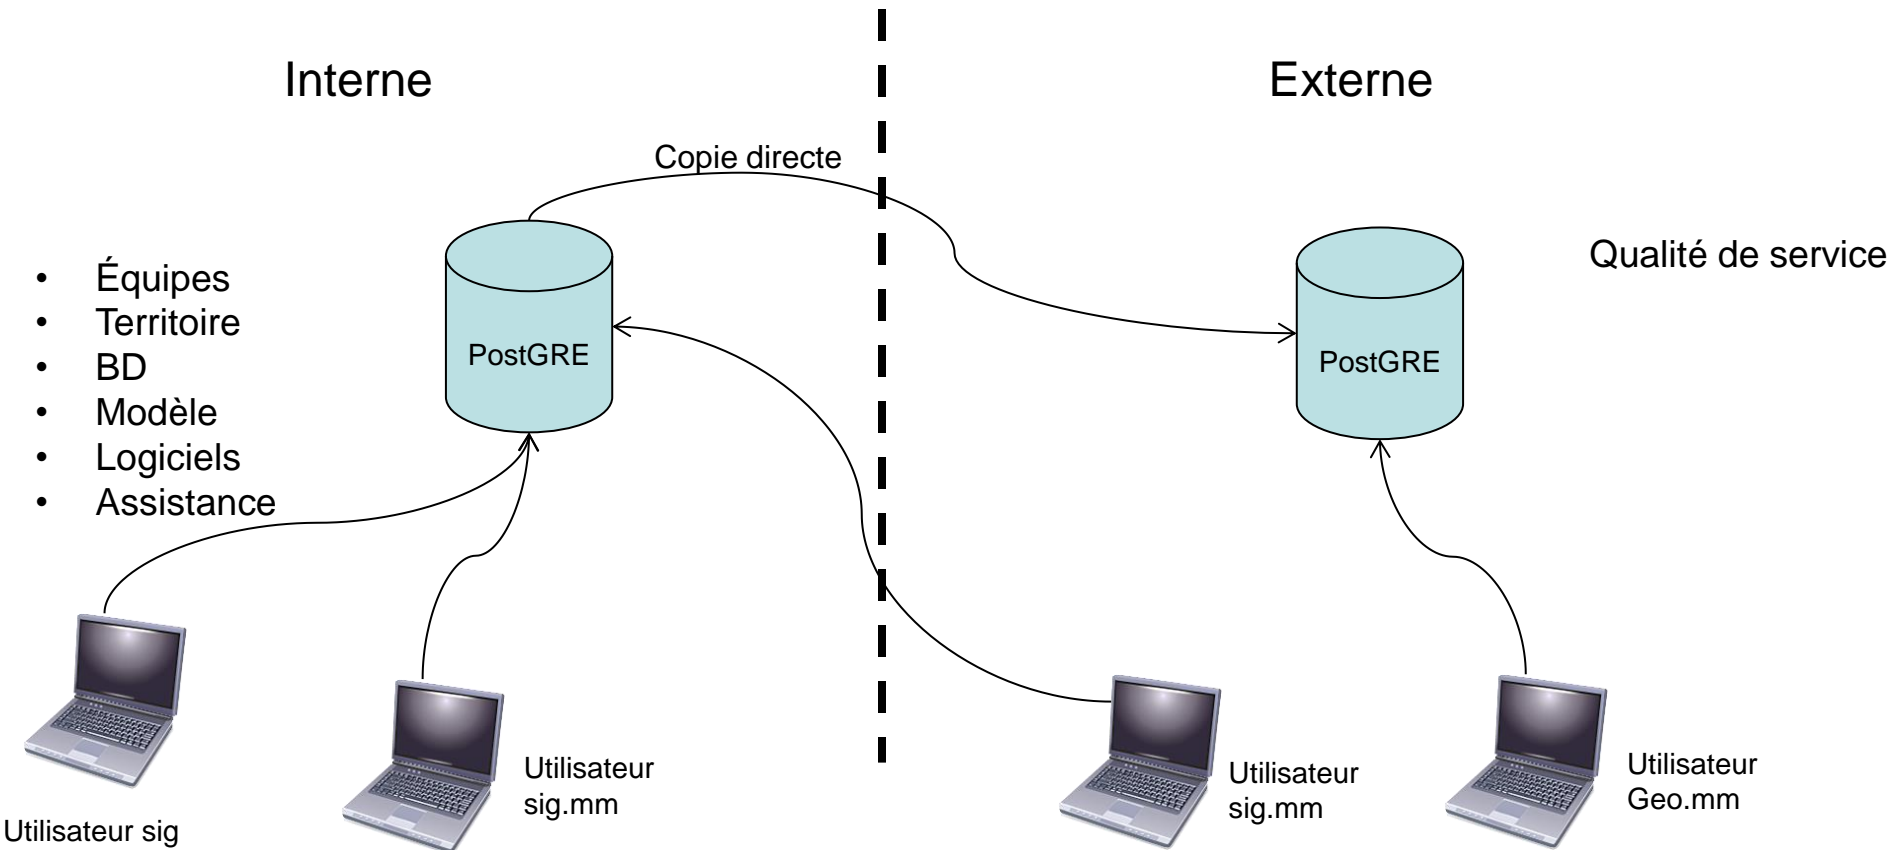 Interne
Externe
Copie directe
• Équipes
• Territoire
• BD
• Modèle
• Logiciels
• Assistance
PostGRE
PostGRE
Qualité de service
Utilisateur sig
Utilisateur
sig.mm
Utilisateur
sig.mm
Utilisateur
Geo.mm